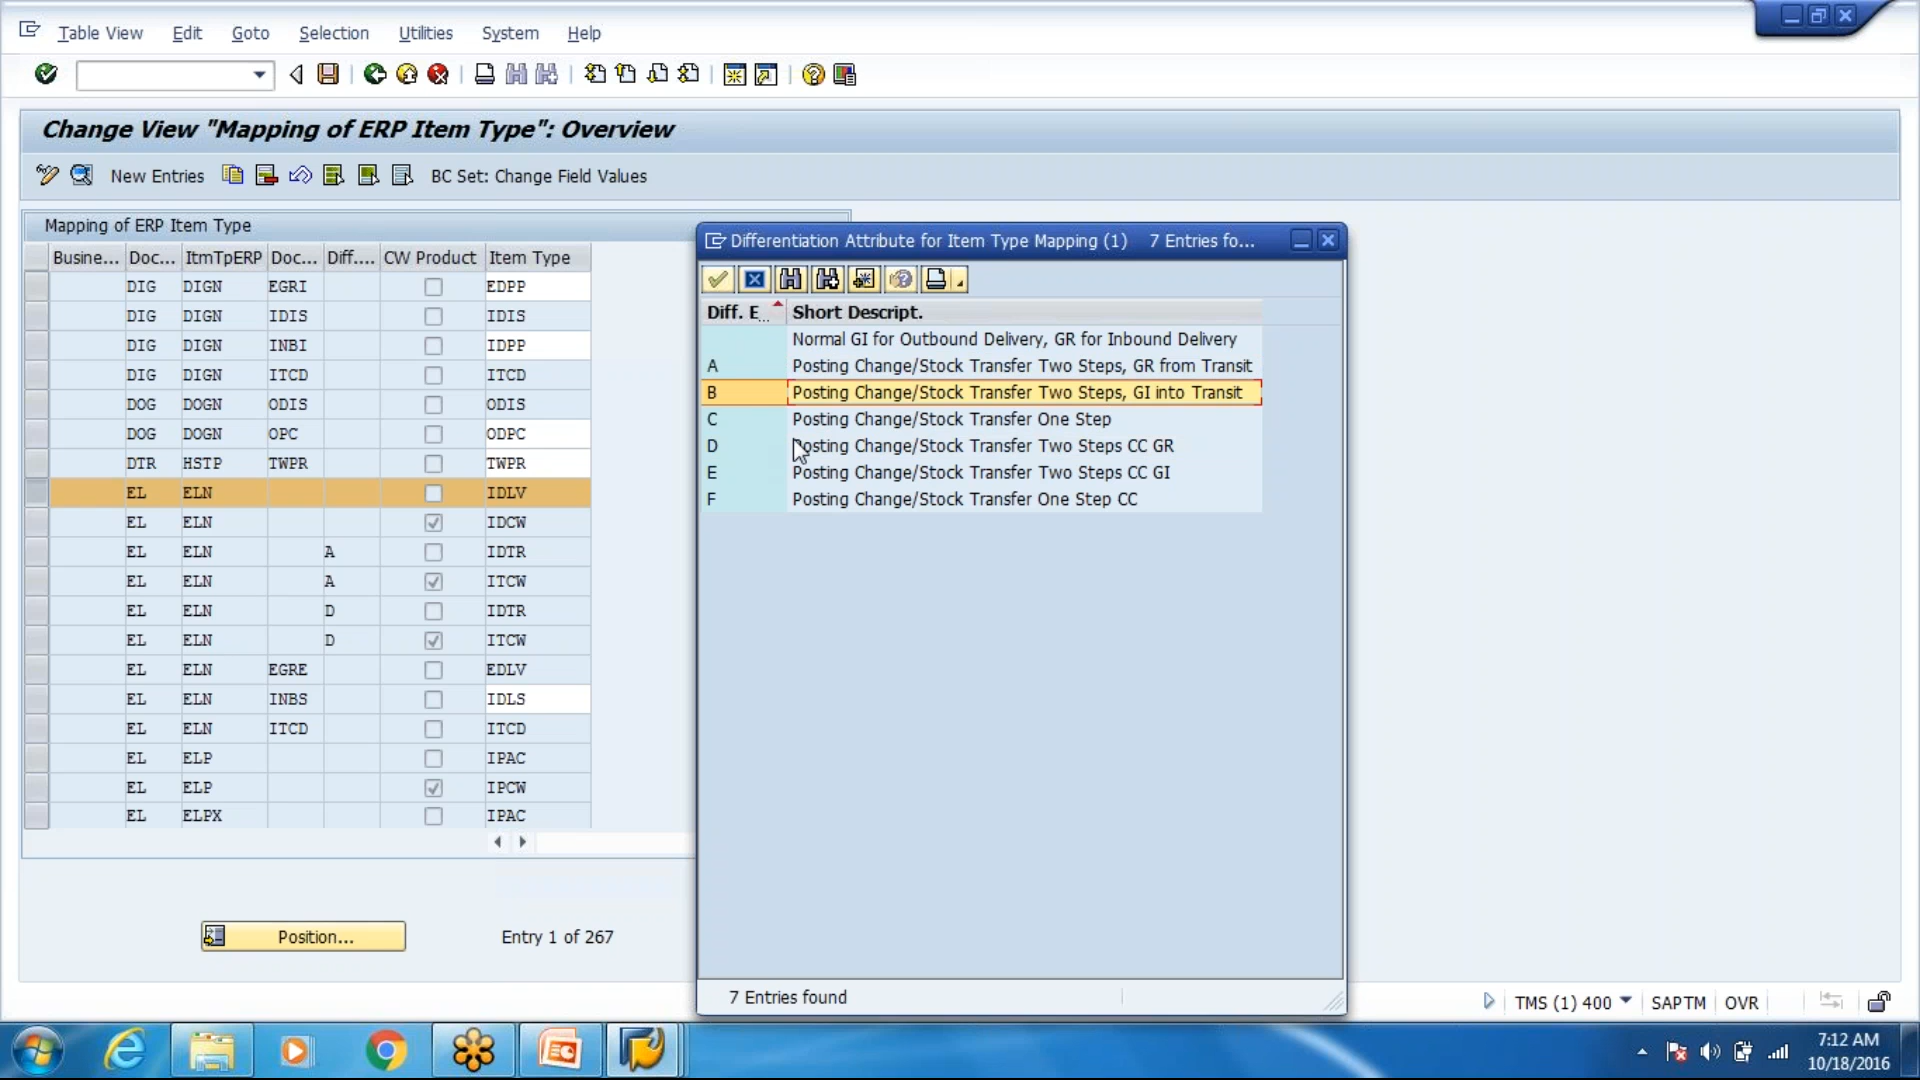 Table View Edit Goto Selection Utilities System Help
Change View "Mapping of ERP Item Type": Overview
New Entries BC Set: Change Field Values
Mapping of ERP Item Type
Busine... Doc... ItmTpERP Doc... Diff.... CW Product Item Type
DIG DIGN EGRI EDPP
DIG DIGN IDIS IDIS
DIG DIGN INBI IDPP
DIG DIGN ITCD ITCD
DOG DOGN ODIS ODIS
DOG DOGN OPC ODPC
DTR HSTP TWPR TWPR
EL ELN IDLV
EL ELN IDCW
EL ELN A IDTR
EL ELN A ITCW
EL ELN D IDTR
EL ELN D ITCW
EL ELN EGRE EDLV
EL ELN INBS IDLS
EL ELN ITCD ITCD
EL ELP IPAC
EL ELP IPCW
EL ELPX IPAC
Position... Entry 1 of 267
Differentiation Attribute for Item Type Mapping (1) 7 Entries fo...
Diff. E... Short Descript.
Normal GI for Outbound Delivery, GR for Inbound Delivery
A Posting Change/Stock Transfer Two Steps, GR from Transit
B Posting Change/Stock Transfer Two Steps, GI into Transit
C Posting Change/Stock Transfer One Step
D Posting Change/Stock Transfer Two Steps CC GR
E Posting Change/Stock Transfer Two Steps CC GI
F Posting Change/Stock Transfer One Step CC
7 Entries found
TMS (1) 400 SAPTM OVR
7:12 AM
10/18/2016